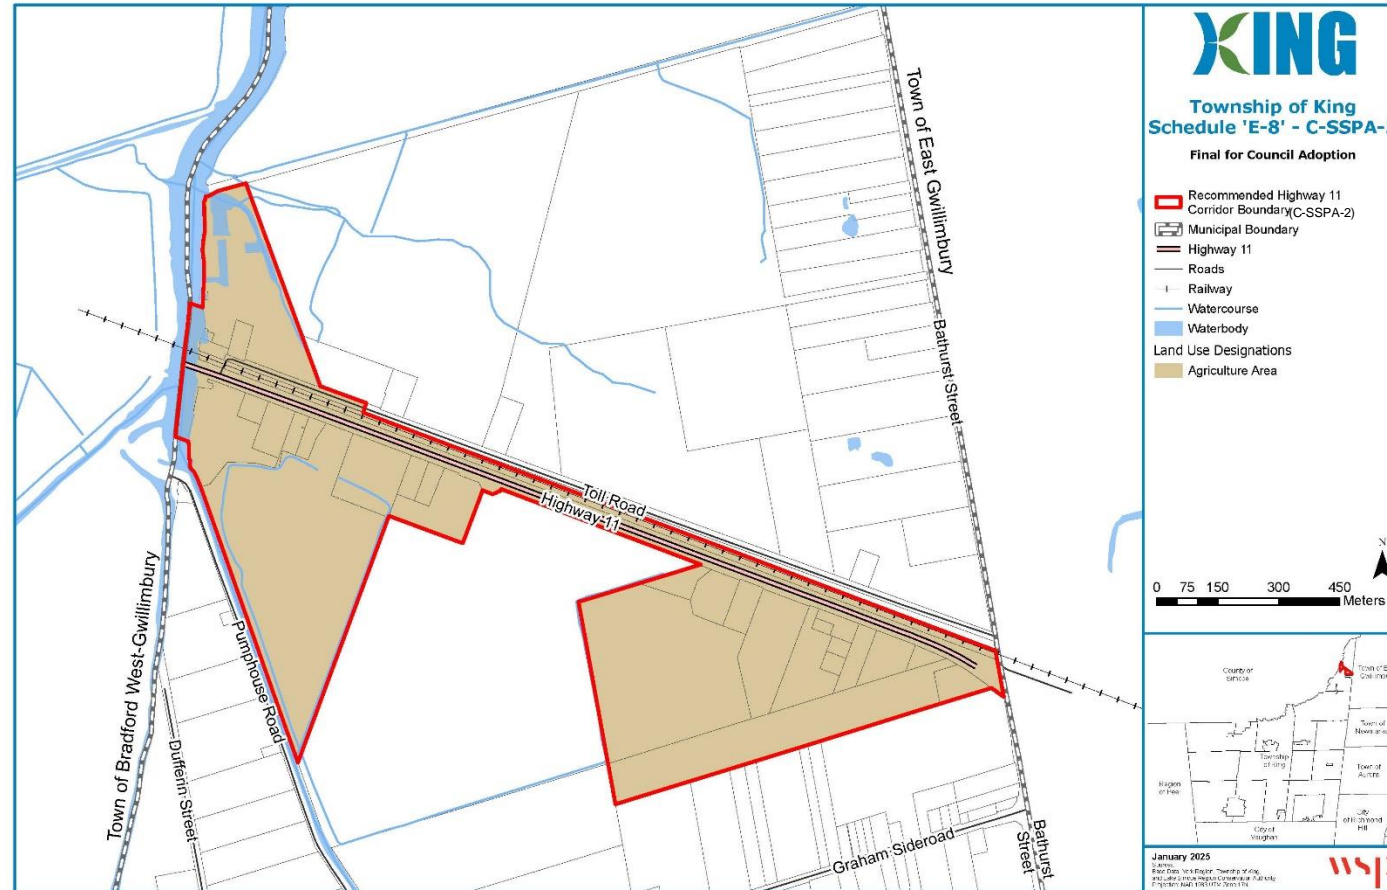 Town of East Gwillimbury
Bathurst Street
Toll Road
Highway 11
Town of Bradford West-Gwillimbury
Pumphouse Road
Dufferin Street
Graham Sideroad
Bathurst
Street
KING
Township of King
Schedule 'E-8' - C-SSPA-
Final for Council Adoption
Recommended Highway 11
Corridor Boundary(C-SSPA-2)
Municipal Boundary
Highway 11
Roads
Railway
Watercourse
Waterbody
Land Use Designations
Agriculture Area
N
0 75 150 300 450 Meters
County of
Simcoe
Town of
Township
of King
Town of
Aurora
Region
of Peel
City of
Vaughan
City
of Richmond
Hill
January 2025
WSP